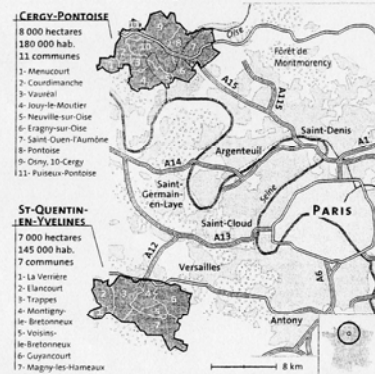 CERGY-PONTOISE
8 000 hectares
180 000 hab.
11 communes
1- Menucourt
2- Courdimanche
3- Vauréal
4- Jouy-le-Moutier
5- Neuville-sur-Oise
6- Eragny-sur-Oise
7- Saint-Ouen-l'Aumône
8- Pontoise
9- Osny, 10-Cergy
11- Puiseux-Pontoise
Oise
Forêt de
Montmorency
A15
A115
Saint-Denis
A1
Argenteuil
A14
Saint-
Germain-
en-Laye
Seine
PARIS
Saint-Cloud
A13
A12
Versailles
A6
Antony
8 km
ST-QUENTIN-
EN-YVELINES
7 000 hectares
145 000 hab.
7 communes
1- La Verrière
2- Elancourt
3- Trappes
4- Montigny-
le- Bretonneux
5- Voisins-
le-Bretonneux
6- Guyancourt
7- Magny-les-Hameaux